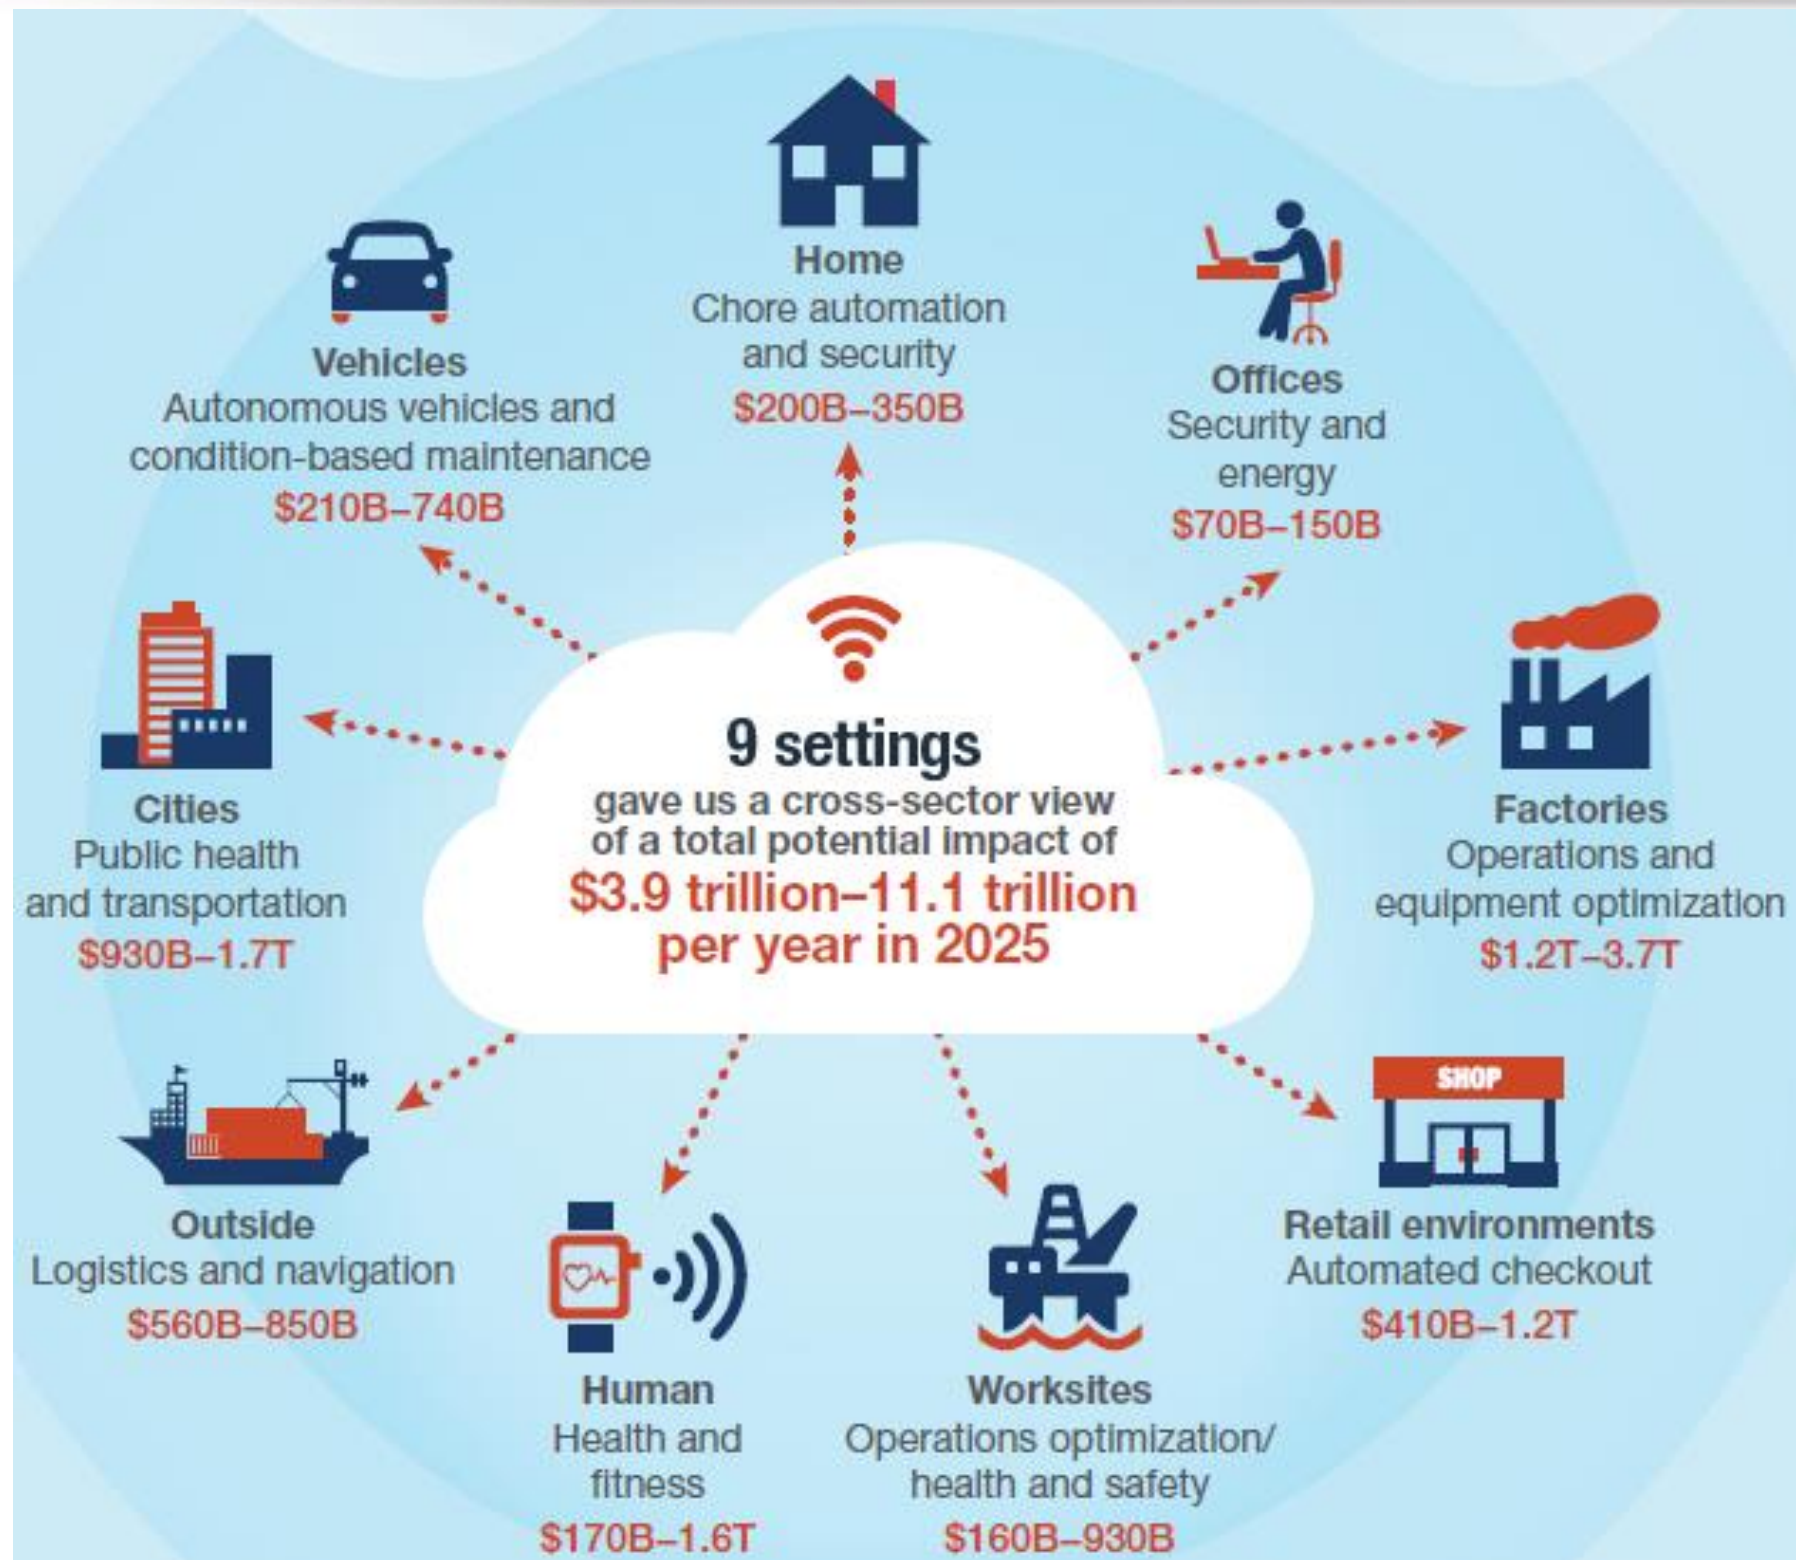 Home
Chore automation
and security
$200B–350B
Offices
Security and
energy
$70B–150B
Vehicles
Autonomous vehicles and
condition-based maintenance
$210B–740B
9 settings
gave us a cross-sector view
of a total potential impact of
$3.9 trillion–11.1 trillion
per year in 2025
Cities
Public health
and transportation
$930B–1.7T
Factories
Operations and
equipment optimization
$1.2T–3.7T
Outside
Logistics and navigation
$560B–850B
SHOP
Retail environments
Automated checkout
$410B–1.2T
Human
Health and
fitness
$170B–1.6T
Worksites
Operations optimization/
health and safety
$160B–930B